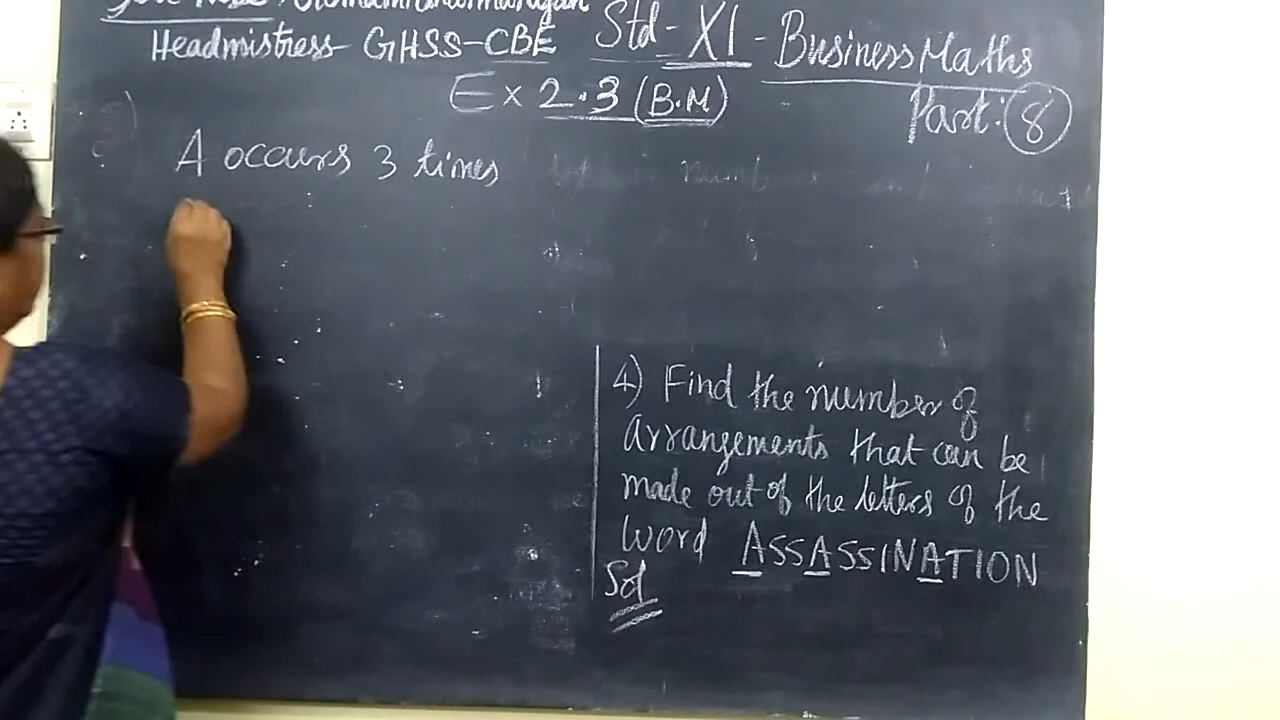 Headmistress - GHSS-CBE Std - XI - Business Maths
Ex 2.3 (B.M)
Part: 8
A occurs 3 times
4) Find the number of
arrangements that can be
made out of the letters of the
word ASSASSINATION
Sol